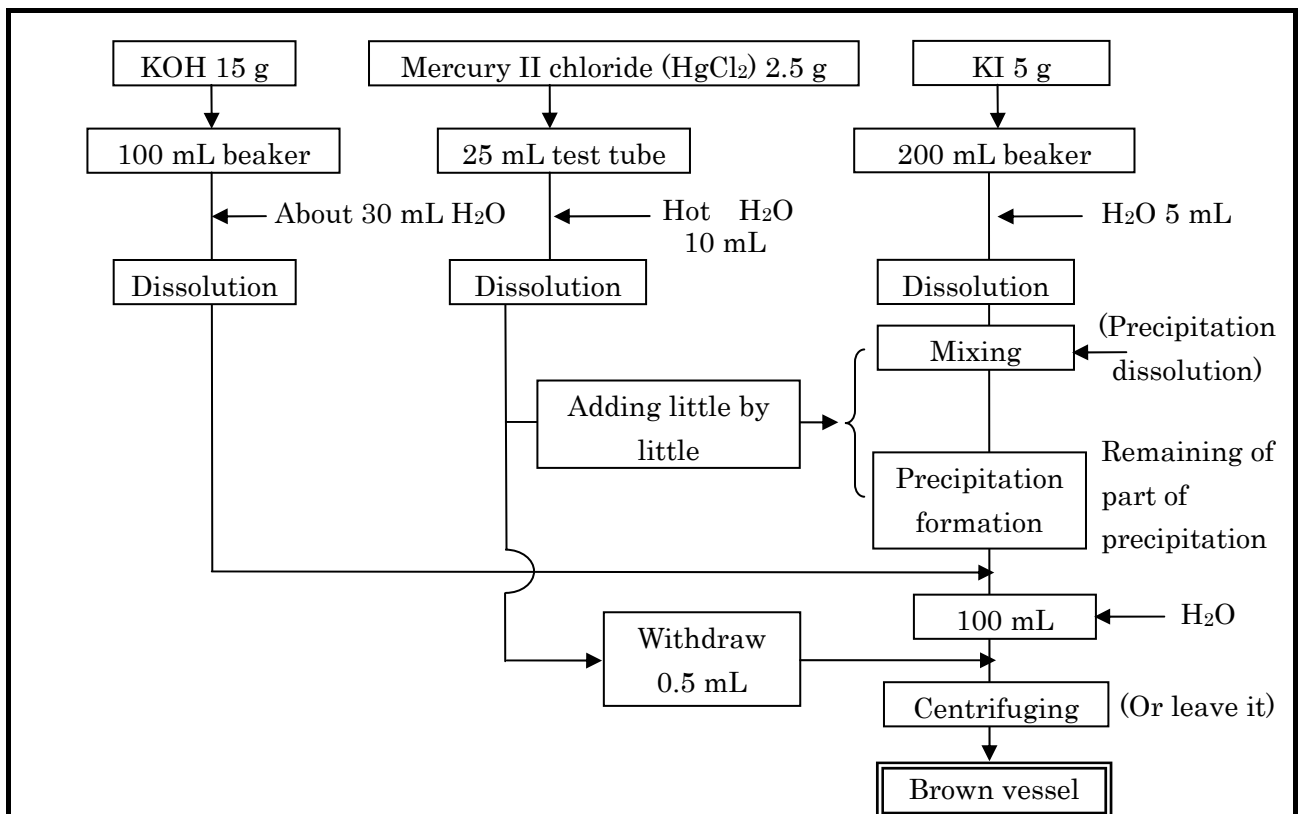 KOH 15 g
Mercury II chloride (HgCl₂) 2.5 g
KI 5 g
100 mL beaker
25 mL test tube
200 mL beaker
About 30 mL H₂O
Hot H₂O
10 mL
H₂O 5 mL
Dissolution
Dissolution
Dissolution
Mixing
(Precipitation
dissolution)
Adding little by
little
Precipitation
formation
Remaining of
part of
precipitation
100 mL
H₂O
Withdraw
0.5 mL
Centrifuging
(Or leave it)
Brown vessel